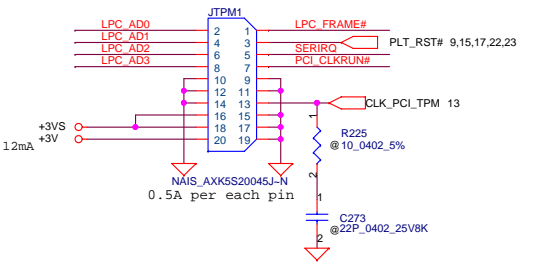 JTPM1
LPC_AD0 2 1 LPC_FRAME#
LPC_AD1 4 3 PLT_RST# 9,15,17,22,23
LPC_AD2 6 5 SERIRQ
LPC_AD3 8 7 PCI_CLKRUN#
10 9
12 11
14 13 CLK_PCI_TPM 13
16 15
+3VS 18 17
+3V 20 19
12mA
NAIS_AXK5S20045J~N
0.5A per each pin
1
R225
@ 10_0402_5%
2
1
C273
@ 22P_0402_25V8K
2